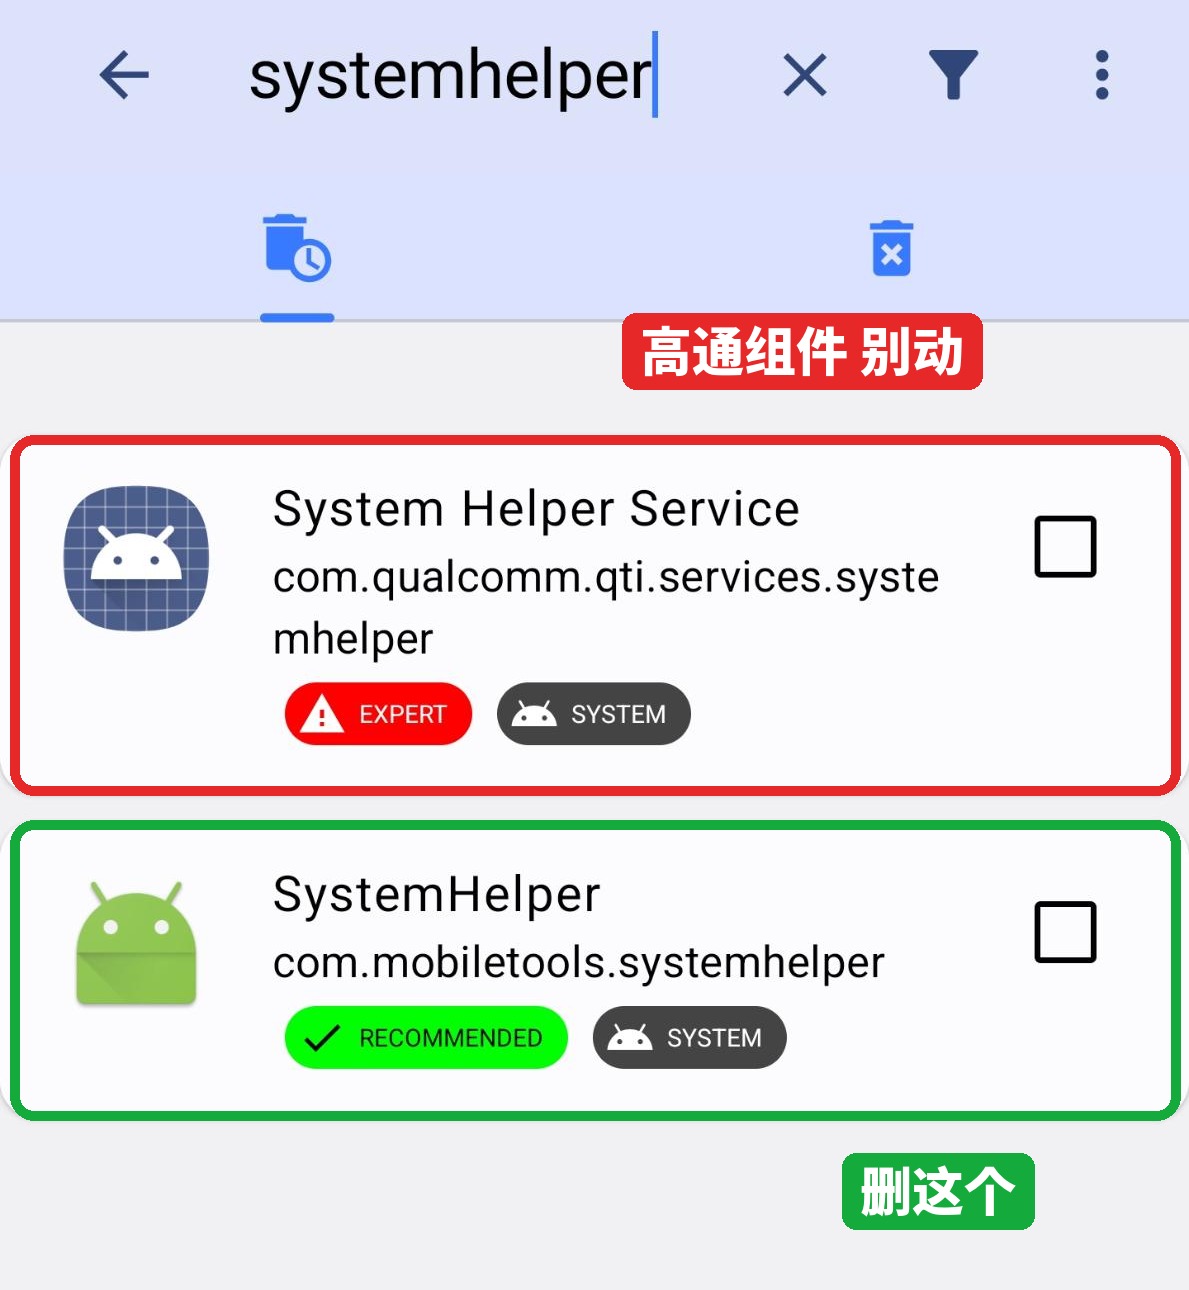 systemhelper
高通组件 别动
System Helper Service
com.qualcomm.qti.services.syste
mhelper
EXPERT
SYSTEM
SystemHelper
com.mobiletools.systemhelper
RECOMMENDED
SYSTEM
删这个